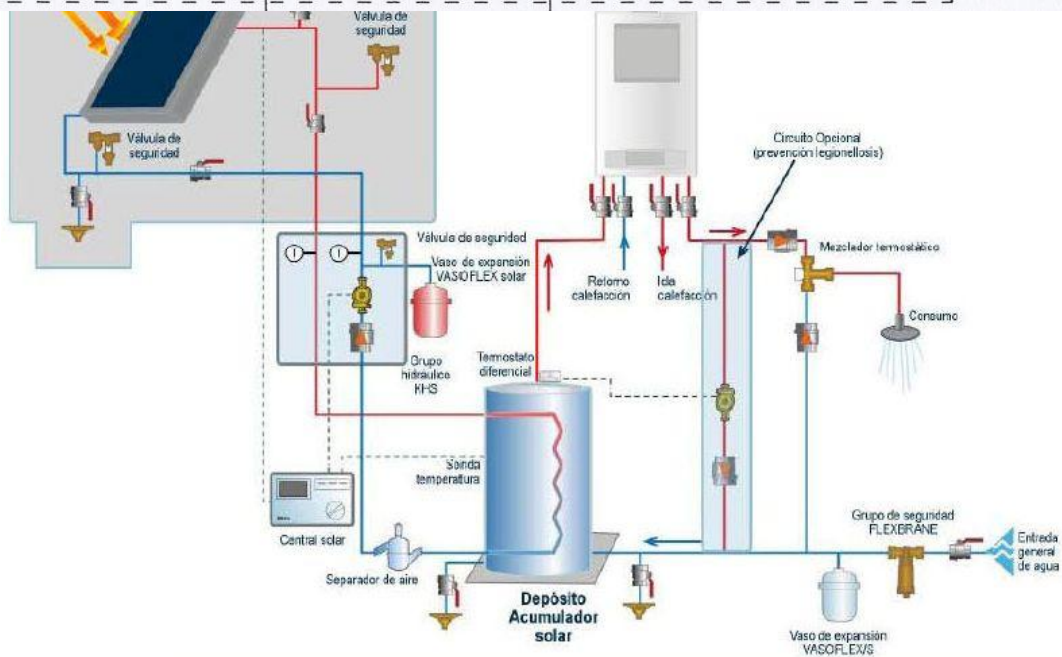 Válvula de
seguridad
Válvula de
seguridad
Circuito Opcional
(prevención legionellosis)
Válvula de seguridad
Vaso de expansión
VASOFLEX solar
Retorno
calefacción
Ida
calefacción
Mezclador termostático
Consumo
Grupo
hidráulico
KHS
Termostato
diferencial
Sonda
temperatura
Central solar
Separador de aire
Depósito
Acumulador
solar
Grupo de seguridad
FLEXBRANE
Entrada
general
de agua
Vaso de expansión
VASOFLEX/S